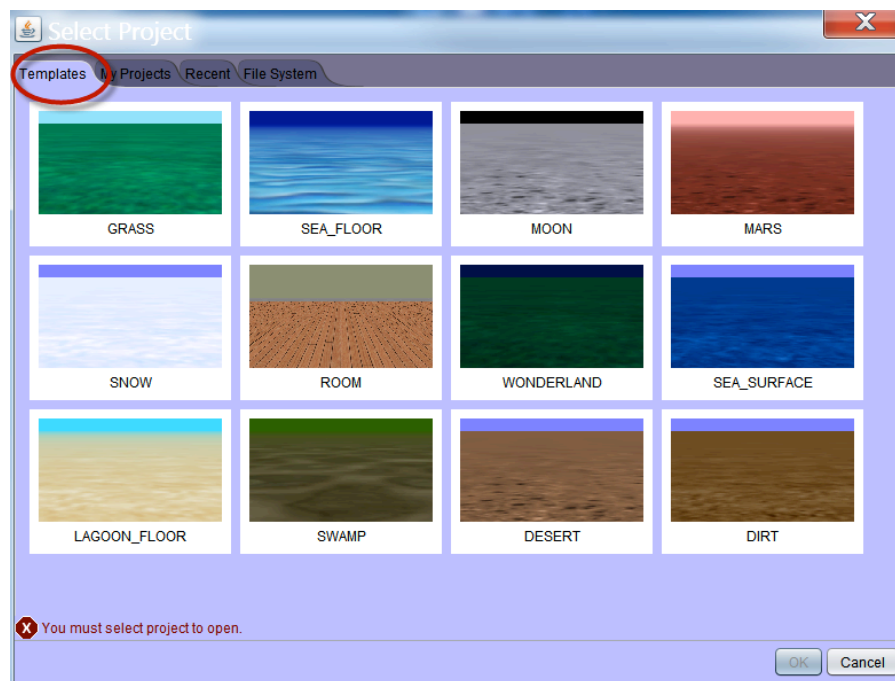 Select Project
Templates My Projects Recent File System
GRASS SEA_FLOOR MOON MARS
SNOW ROOM WONDERLAND SEA_SURFACE
LAGOON_FLOOR SWAMP DESERT DIRT
You must select project to open.
OK Cancel